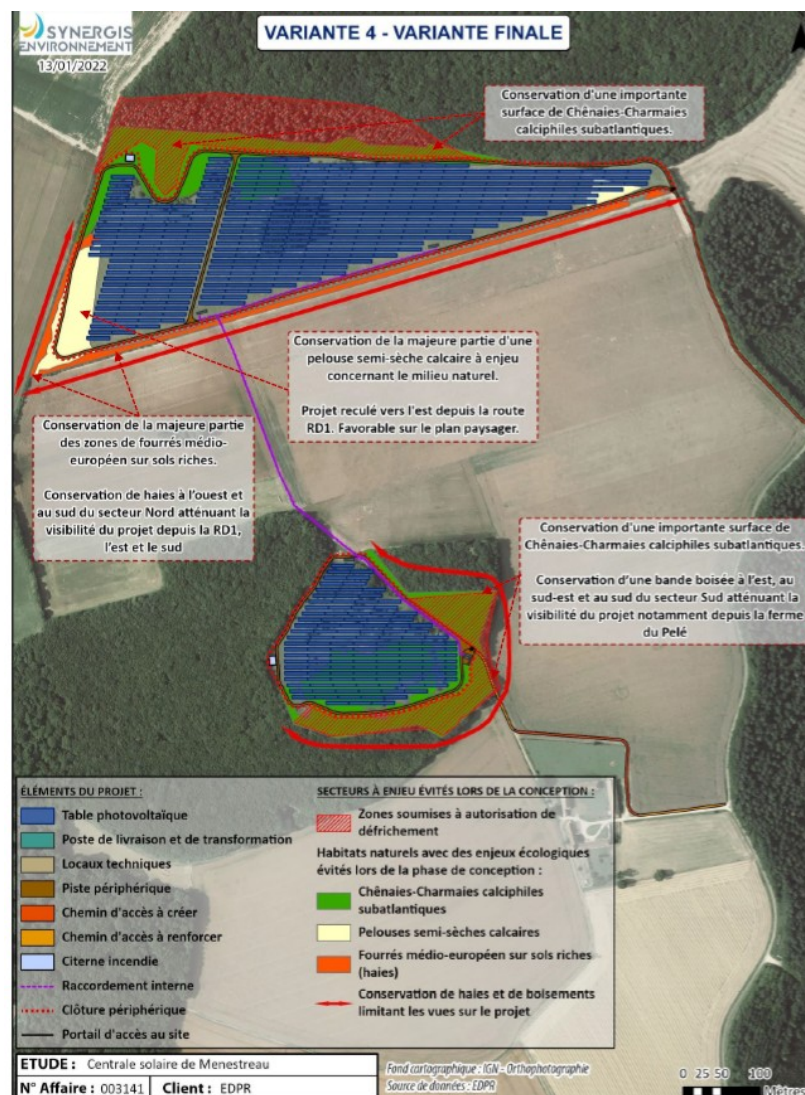 SYNERGIS
ENVIRONNEMENT
13/01/2022
VARIANTE 4 - VARIANTE FINALE
Conservation d'une importante
surface de Chênaies-Charmaies
calciphiles subatlantiques.
Conservation de la majeure partie d'une
pelouse semi-sèche calcaire à enjeu
concernant le milieu naturel.
Projet reculé vers l'est depuis la route
RD1. Favorable sur le plan paysager.
Conservation de la majeure partie
des zones de fourrés médio-
européen sur sols riches.
Conservation de haies à l'ouest et
au sud du secteur Nord atténuant la
visibilité du projet depuis la RD1,
l'est et le sud
Conservation d'une importante surface de
Chênaies-Charmaies calciphiles subatlantiques.
Conservation d'une bande boisée à l'est, au
sud-est et au sud du secteur Sud atténuant la
visibilité du projet notamment depuis la ferme
du Pelé
ÉLÉMENTS DU PROJET :
Table photovoltaïque
Poste de livraison et de transformation
Locaux techniques
Piste périphérique
Chemin d'accès à créer
Chemin d'accès à renforcer
Citerne incendie
Raccordement interne
Clôture périphérique
Portail d'accès au site
SECTEURS À ENJEU ÉVITÉS LORS DE LA CONCEPTION :
Zones soumises à autorisation de
défrichement
Habitats naturels avec des enjeux écologiques
évités lors de la phase de conception :
Chênaies-Charmaies calciphiles
subatlantiques
Pelouses semi-sèches calcaires
Fourrés médio-européen sur sols riches
(haies)
Conservation de haies et de boisements
limitant les vues sur le projet
ETUDE : Centrale solaire de Menestreau
N° Affaire : 003141 Client : EDPR
Fond cartographique : IGN - Orthophotographie
Source de données : EDPR
0 25 50 100
Mètres